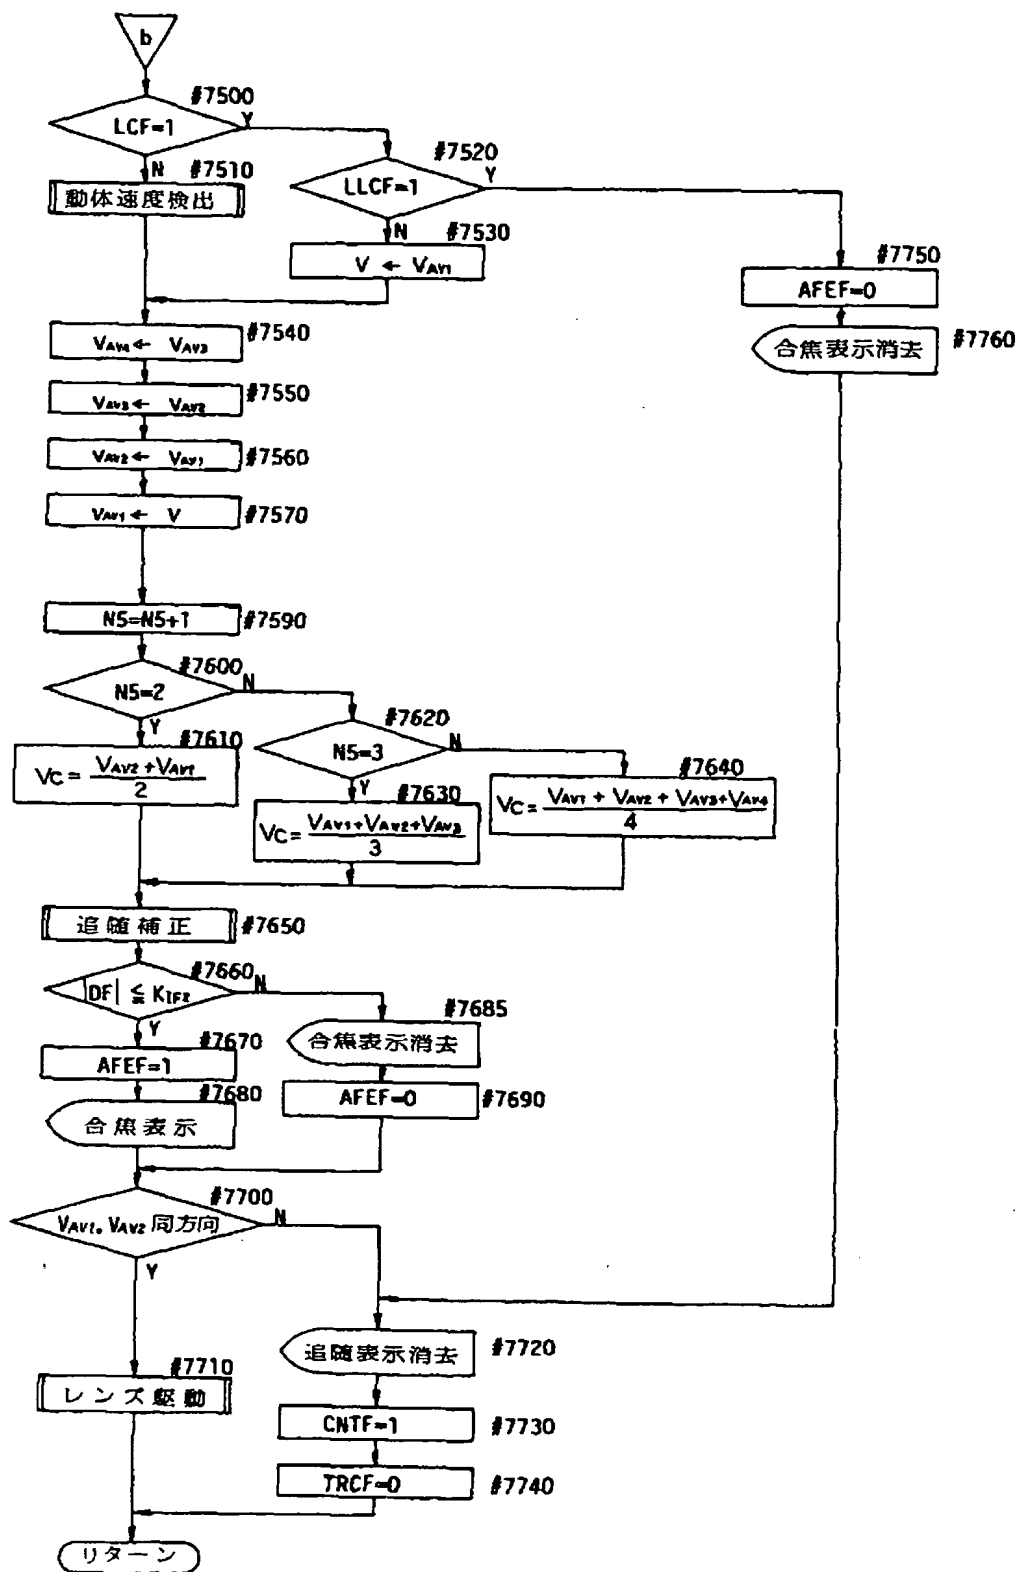 b
#7500
LCF=1
Y
N
#7510
動体速度検出
#7520
LLCF=1
Y
N
#7530
V ← VAV1
#7750
AFEF=0
#7760
合焦表示消去
#7540
VAV4 ← VAV3
#7550
VAV3 ← VAV2
#7560
VAV2 ← VAV1
#7570
VAV1 ← V
N5=N5+1
#7590
#7600
N5=2
N
Y
#7610
VC = (VAV2 + VAV1) / 2
#7620
N5=3
N
Y
#7630
VC = (VAV1+VAV2+VAV3) / 3
#7640
VC = (VAV1 + VAV2 + VAV3+VAV4) / 4
追随補正
#7650
#7660
|DF| ≦ KIF2
N
Y
#7670
AFEF=1
#7680
合焦表示
#7685
合焦表示消去
AFEF=0
#7690
#7700
VAV1。VAV2 同方向
N
Y
#7710
レンズ駆動
追随表示消去
#7720
CNTF=1
#7730
TRCF=0
#7740
リターン